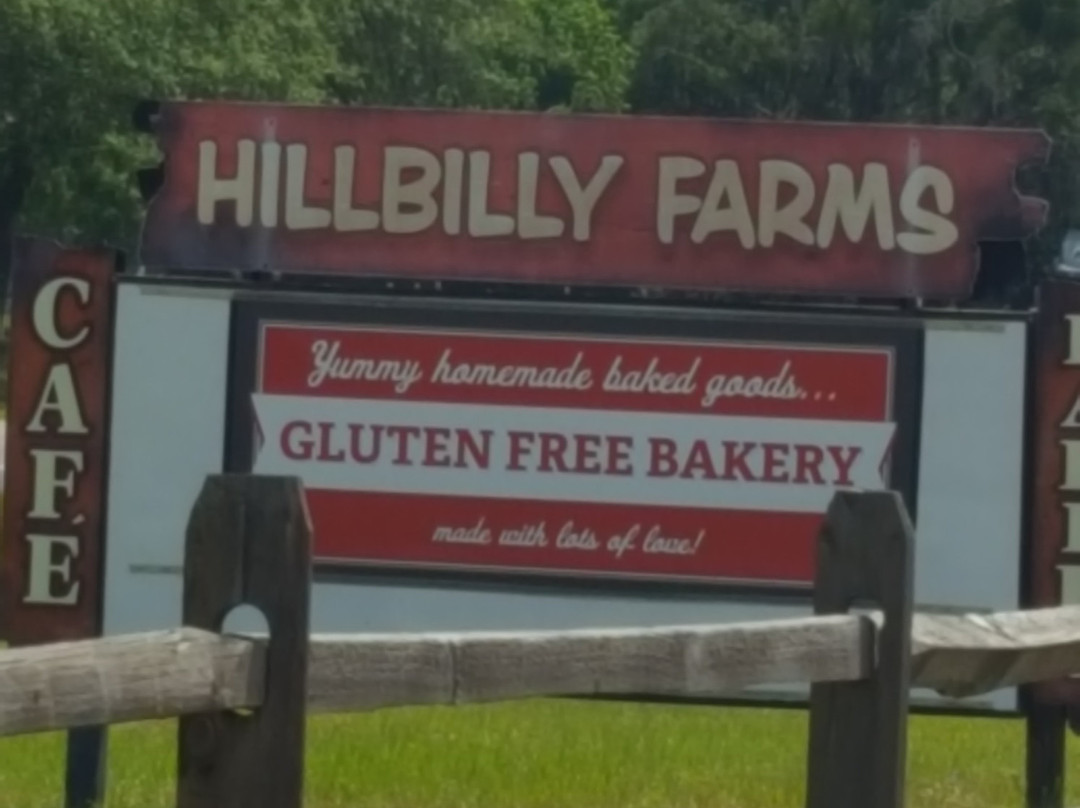 HILLBILLY FARMS
CAFÉ
Yummy homemade baked goods...
GLUTEN FREE BAKERY
made with lots of love!